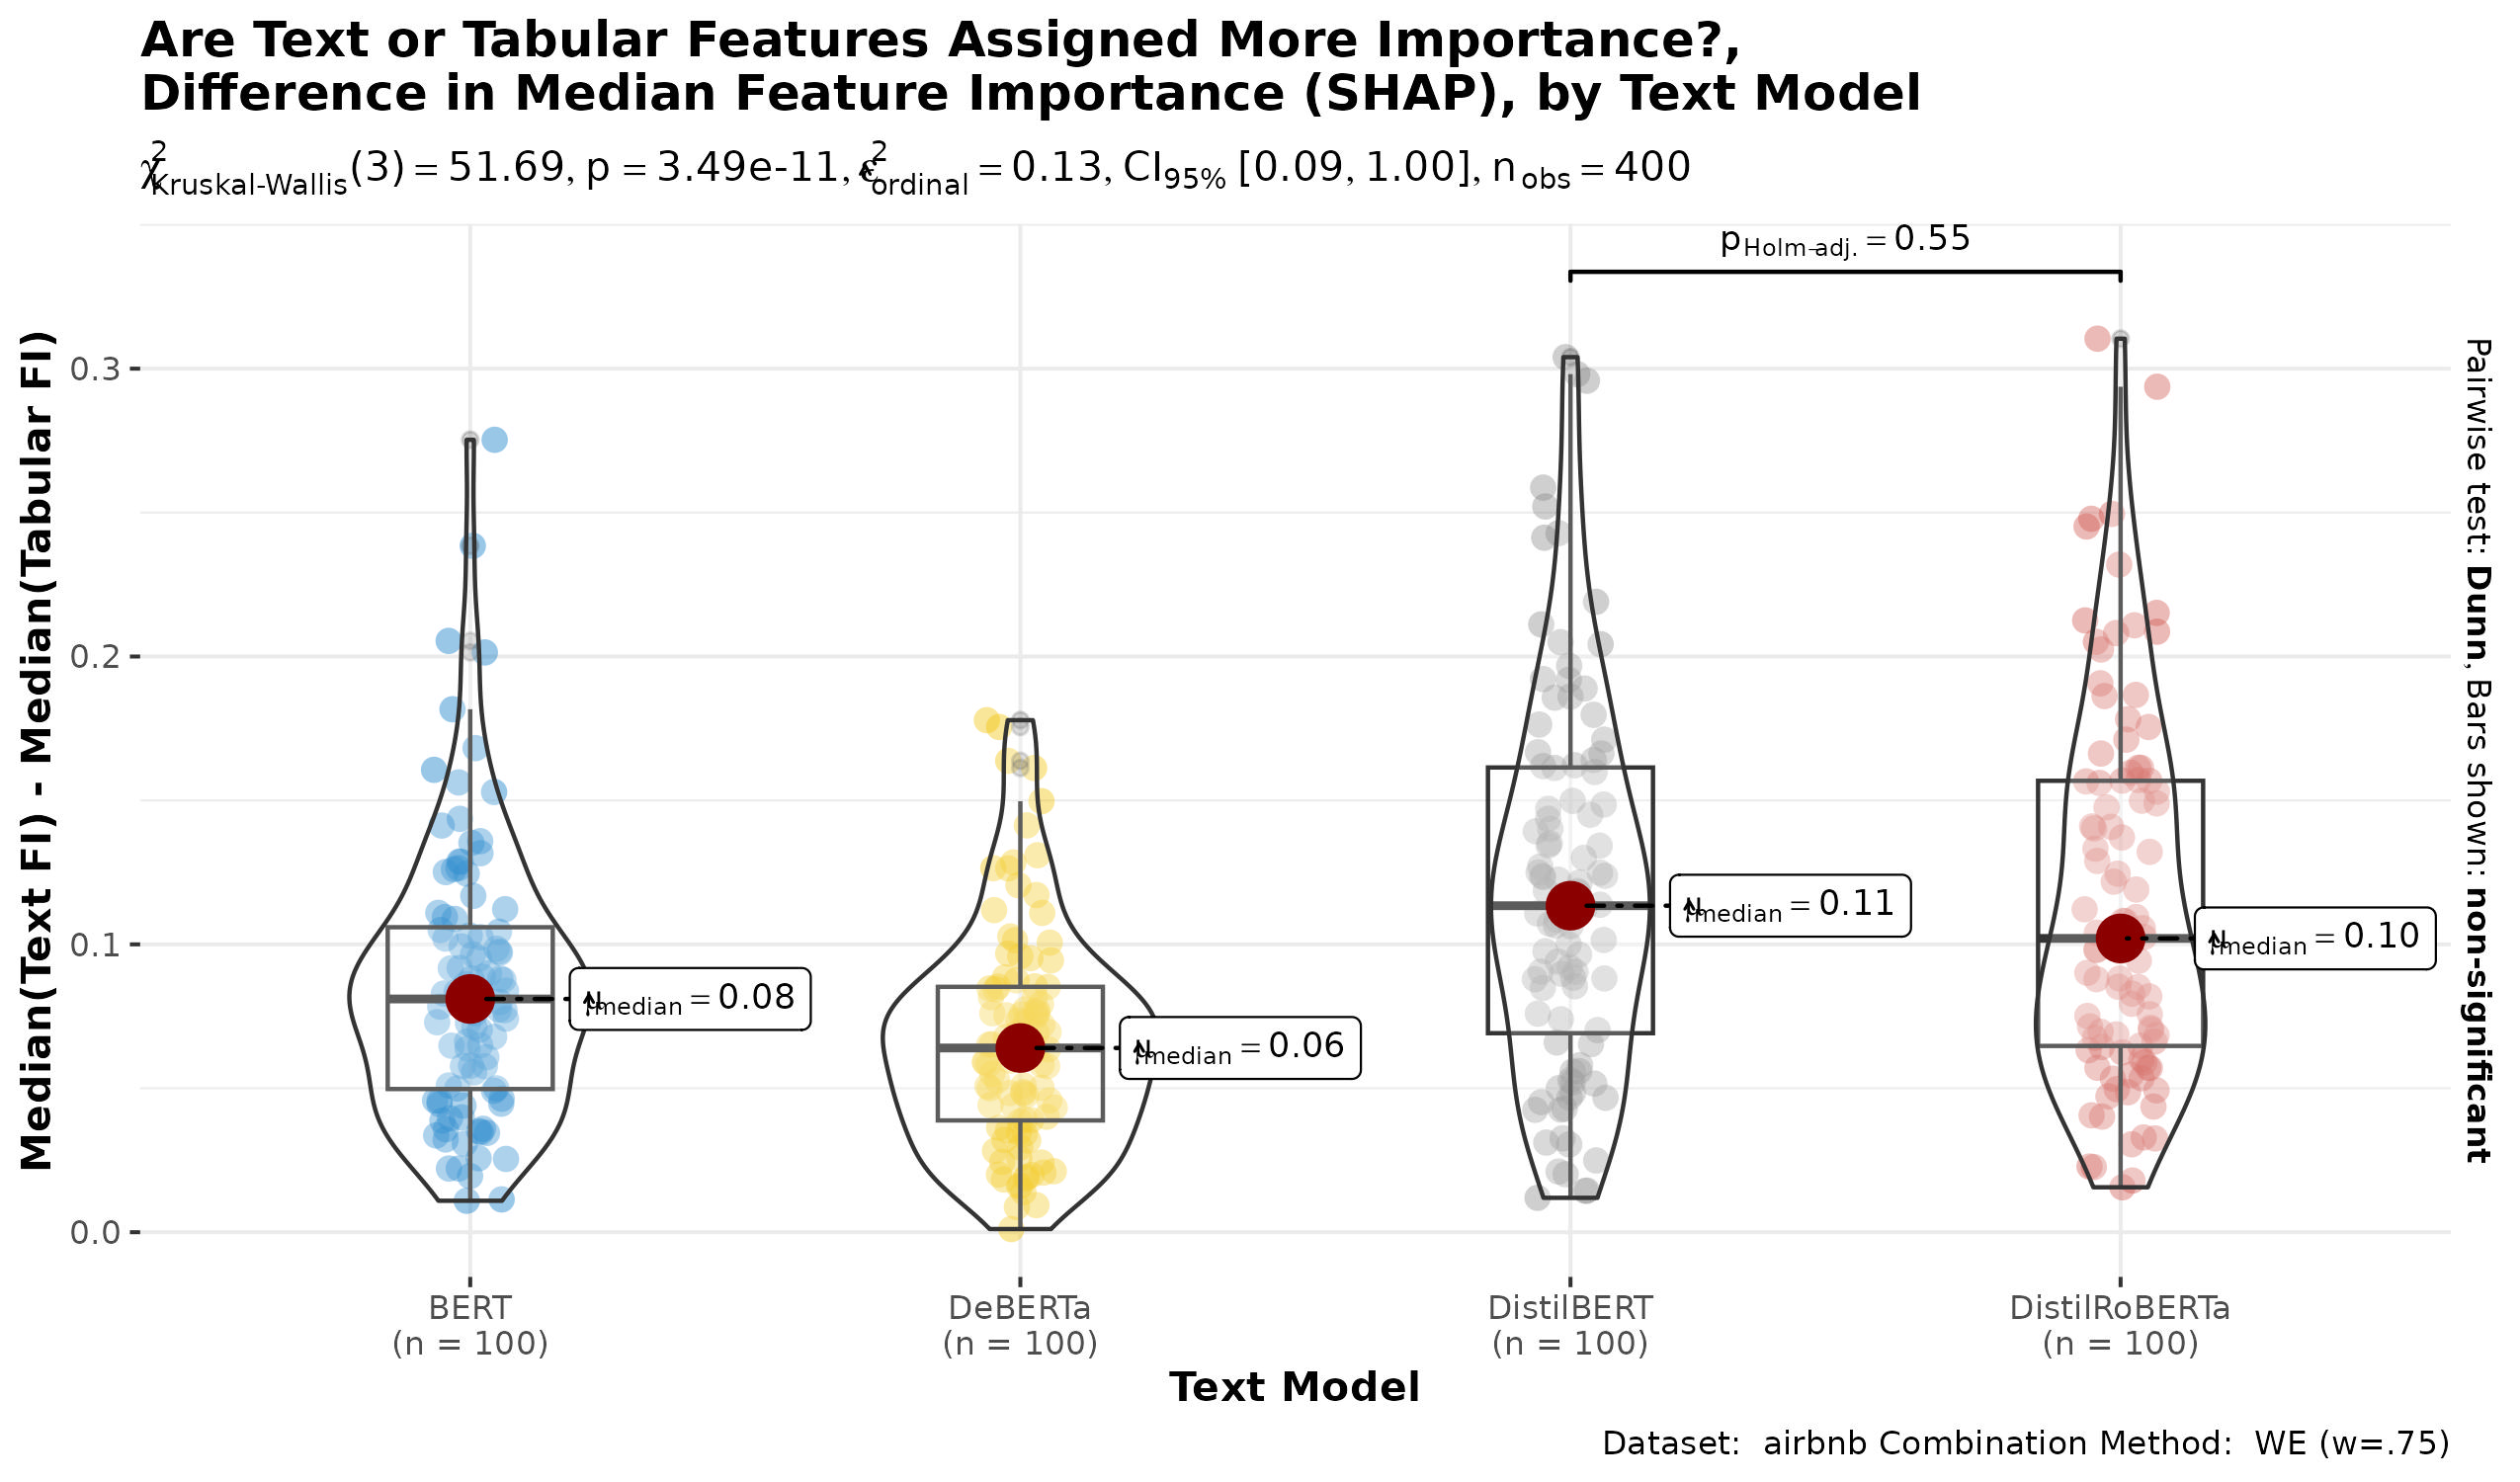 Are Text or Tabular Features Assigned More Importance?,
Difference in Median Feature Importance (SHAP), by Text Model
χ²Kruskal-Wallis(3) = 51.69, p = 3.49e-11, ε̂²ordinal = 0.13, CI95% [0.09, 1.00], nobs = 400
pHolm-adj. = 0.55
Median(Text FI) - Median(Tabular FI)
0.3
0.2
0.1
0.0
μ̂median = 0.08
μ̂median = 0.06
μ̂median = 0.11
μ̂median = 0.10
Pairwise test: Dunn, Bars shown: non-significant
BERT
(n = 100)
DeBERTa
(n = 100)
DistilBERT
(n = 100)
DistilRoBERTa
(n = 100)
Text Model
Dataset:  airbnb Combination Method:  WE (w=.75)